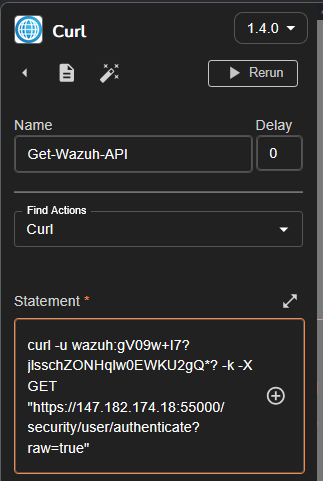 Curl
1.4.0
Rerun
Name
Delay
Get-Wazuh-API
0
Find Actions
Curl
Statement *
curl -u wazuh:gV09w+I7?
jlsschZONHqlw0EWKU2gQ*? -k -X
GET
"https://147.182.174.18:55000/
security/user/authenticate?
raw=true"